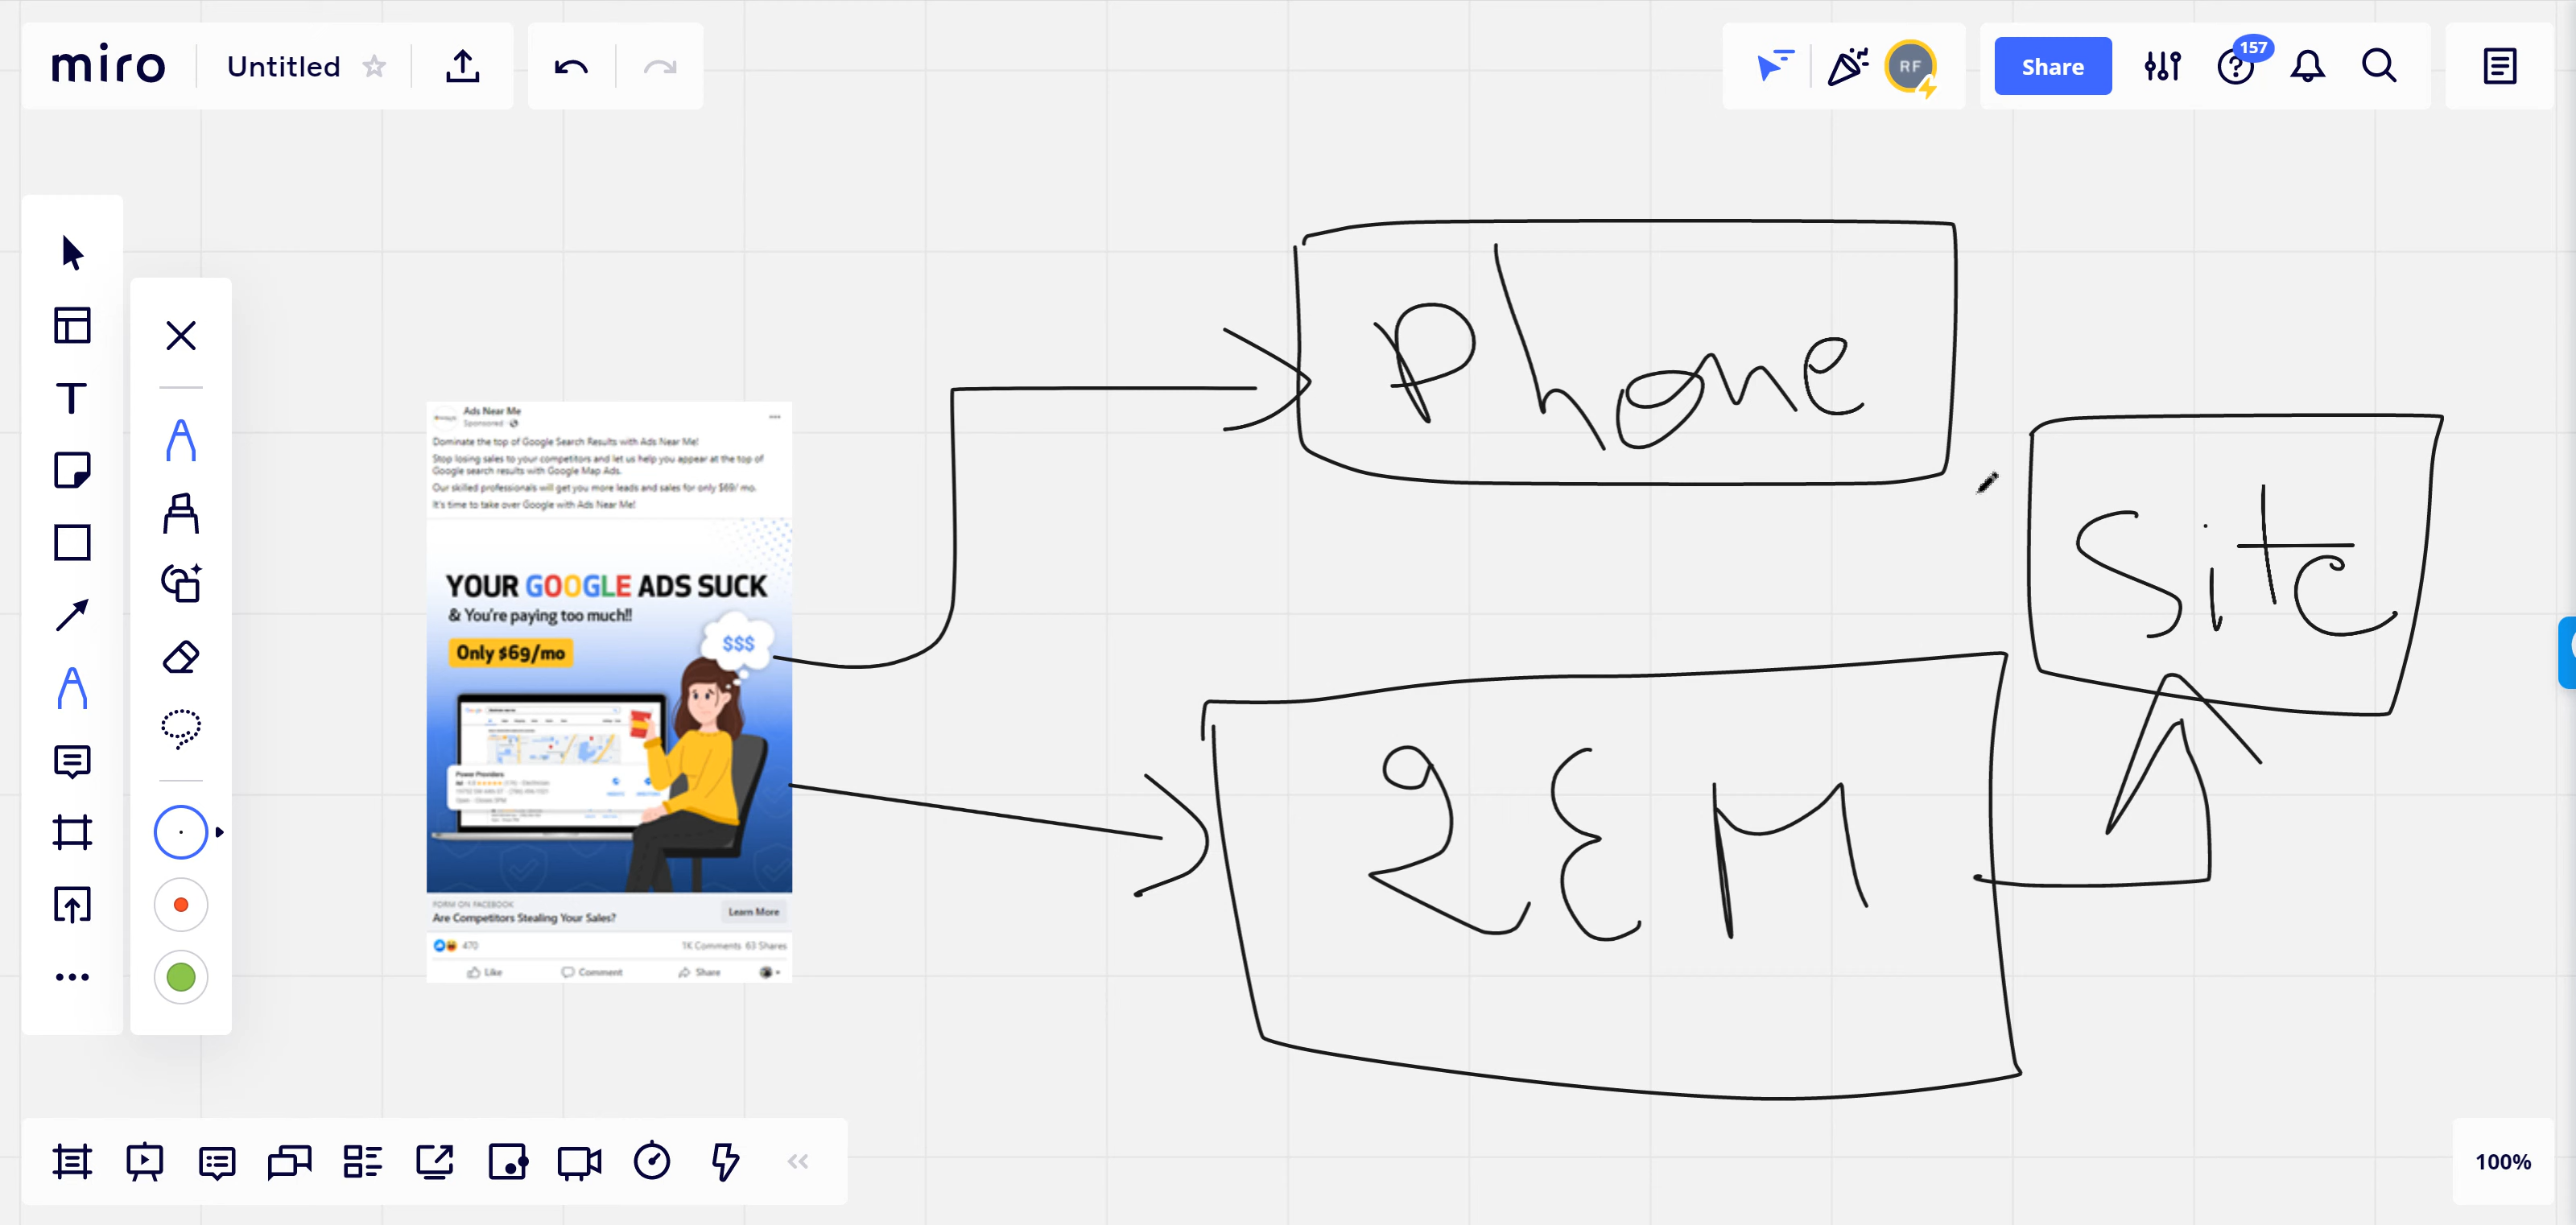 miro
Untitled
RF
Share
157
Ads Near Me
Sponsored
Dominate the top of Google Search Results with Ads Near Me!
Stop losing sales to your competitors and let us help you appear at the top of
Google search results with Google Map Ads.
Our skilled professionals will get you more leads and sales for only $69/ mo.
It's time to take over Google with Ads Near Me!
YOUR GOOGLE ADS SUCK
& You're paying too much!!
Only $69/mo
$$$
Power Providers
FORM ON FACEBOOK
Are Competitors Stealing Your Sales?
Learn More
470
1K Comments 63 Shares
Like
Comment
Share
Phone
Site
2EM
100%